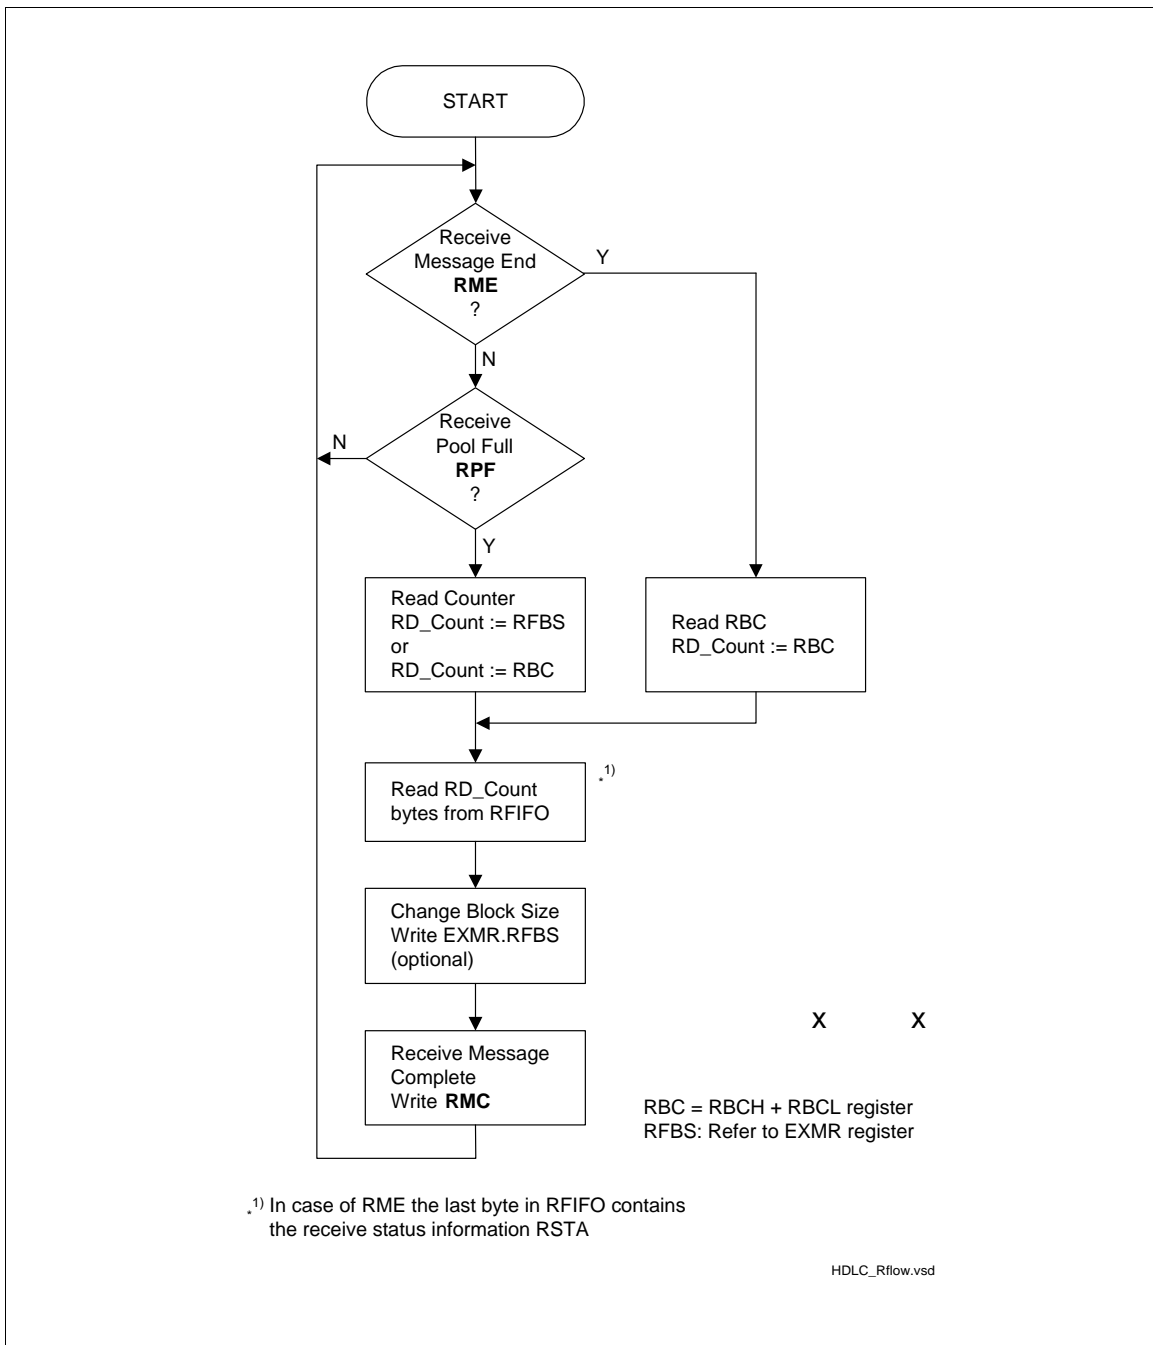 START
Receive
Message End
RME
?
Y
N
Receive
Pool Full
RPF
?
N
Y
Read Counter
RD_Count := RFBS
or
RD_Count := RBC
Read RBC
RD_Count := RBC
Read RD_Count
bytes from RFIFO
*1)
Change Block Size
Write EXMR.RFBS
(optional)
Receive Message
Complete
Write RMC
x x
RBC = RBCH + RBCL register
RFBS: Refer to EXMR register
*1) In case of RME the last byte in RFIFO contains
the receive status information RSTA
HDLC_Rflow.vsd